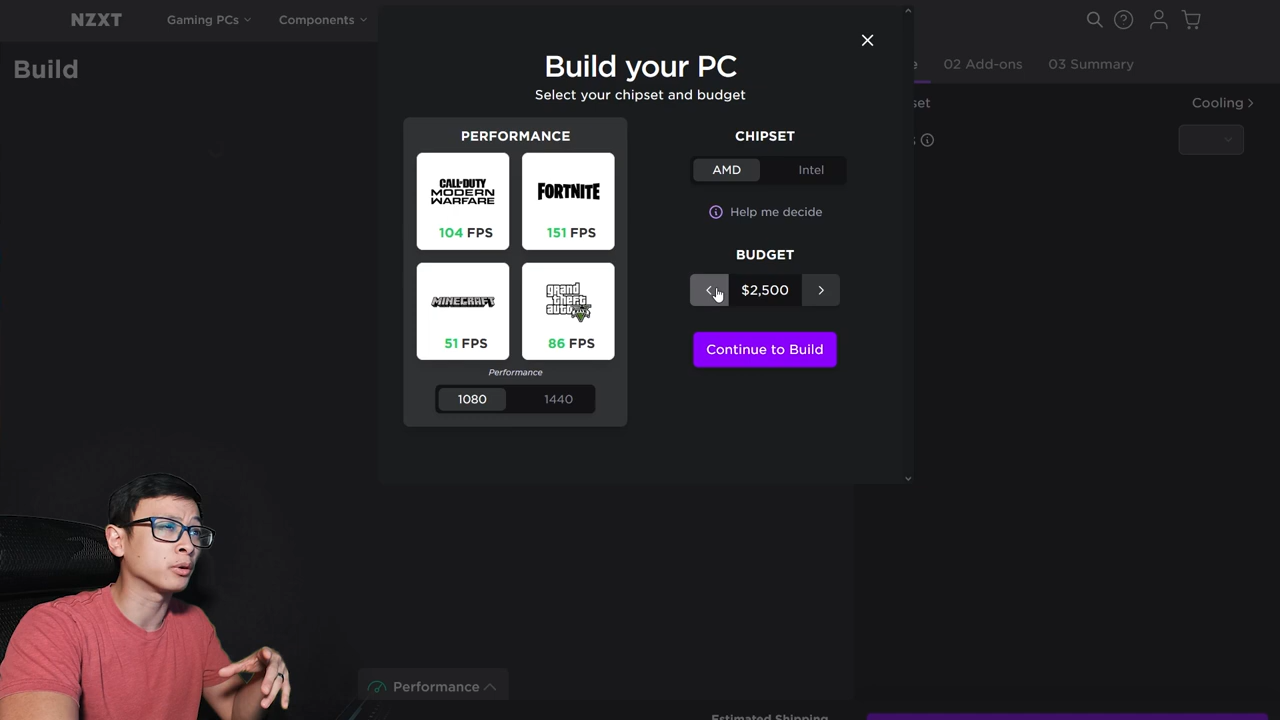 NZXT
Gaming PCs
Components
Build
02 Add-ons
03 Summary
set
Cooling
Build your PC
Select your chipset and budget
PERFORMANCE
CALL OF DUTY
MODERN
WARFARE
104 FPS
FORTNITE
151 FPS
MINECRAFT
51 FPS
grand
theft
auto
V
86 FPS
Performance
1080
1440
CHIPSET
AMD
Intel
Help me decide
BUDGET
$2,500
Continue to Build
Performance
Estimated Shipping